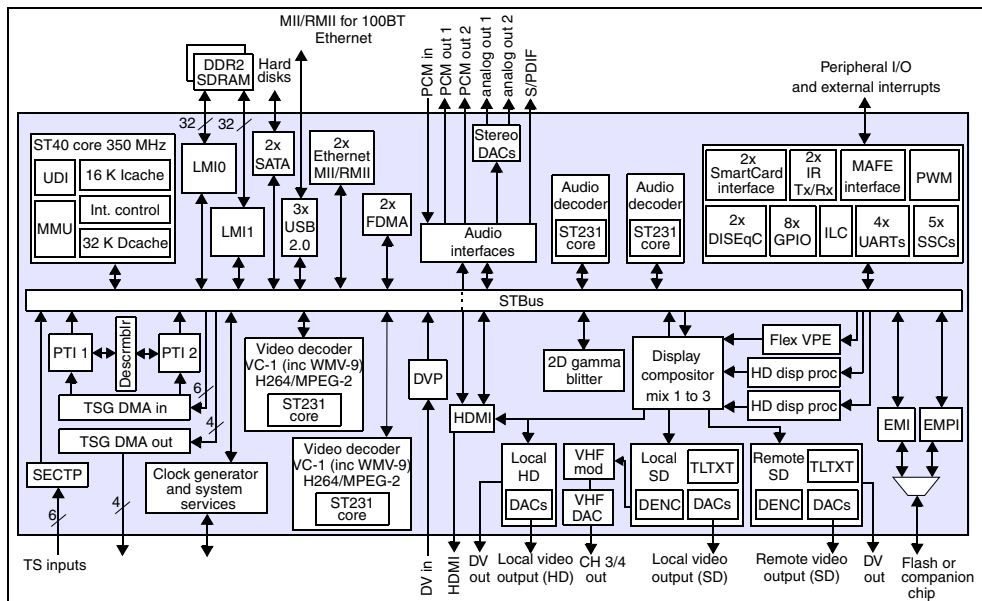 MII/RMII for 100BT
Ethernet
DDR2
SDRAM
Hard
disks
PCM in
PCM out 1
PCM out 2
analog out 1
analog out 2
S/PDIF
Peripheral I/O
and external interrupts
32
32
ST40 core 350 MHz
UDI
16 K Icache
MMU
Int. control
32 K Dcache
LMI0
LMI1
2x
SATA
3x
USB
2.0
2x
Ethernet
MII/RMII
2x
FDMA
Stereo
DACs
Audio
interfaces
Audio
decoder
ST231
core
Audio
decoder
ST231
core
2x
SmartCard
interface
2x
IR
Tx/Rx
MAFE
interface
PWM
2x
DISEqC
8x
GPIO
ILC
4x
UARTs
5x
SSCs
STBus
PTI 1
Descrmblr
PTI 2
6
TSG DMA in
4
TSG DMA out
SECTP
Clock generator
and system
services
6
4
Video decoder
VC-1 (inc WMV-9)
H264/MPEG-2
ST231
core
Video decoder
VC-1 (inc WMV-9)
H264/MPEG-2
ST231
core
DVP
HDMI
2D gamma
blitter
Display
compositor
mix 1 to 3
Flex VPE
HD disp proc
HD disp proc
EMI
EMPI
Local
HD
DACs
VHF
mod
VHF
DAC
Local
SD
TLTXT
DENC
DACs
Remote
SD
TLTXT
DENC
DACs
TS inputs
DV in
HDMI
DV
out
Local video
output (HD)
CH 3/4
out
Local video
output (SD)
Remote video
output (SD)
DV
out
Flash or
companion
chip